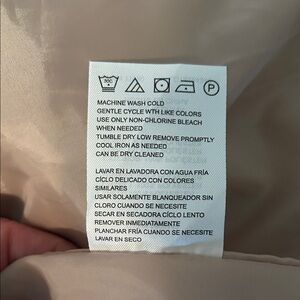 30C
P
MACHINE WASH COLD
GENTLE CYCLE WTH LIKE COLORS
USE ONLY NON-CHLORINE BLEACH
WHEN NEEDED
TUMBLE DRY LOW REMOVE PROMPTLY
COOL IRON AS NEEDED
CAN BE DRY CLEANED
LAVAR EN LAVADORA CON AGUA FRÍA
CICLO DELICADO CON COLORES
SIMILARES
USAR SOLAMENTE BLANQUEADOR SIN
CLORO CUANDO SE NECESITE
SECAR EN SECADORA CÍCLO LENTO
REMOVER INMEDIATAMENTE
PLANCHAR FRÍA CUANDO SE NECESITE
LAVAR EN SECO